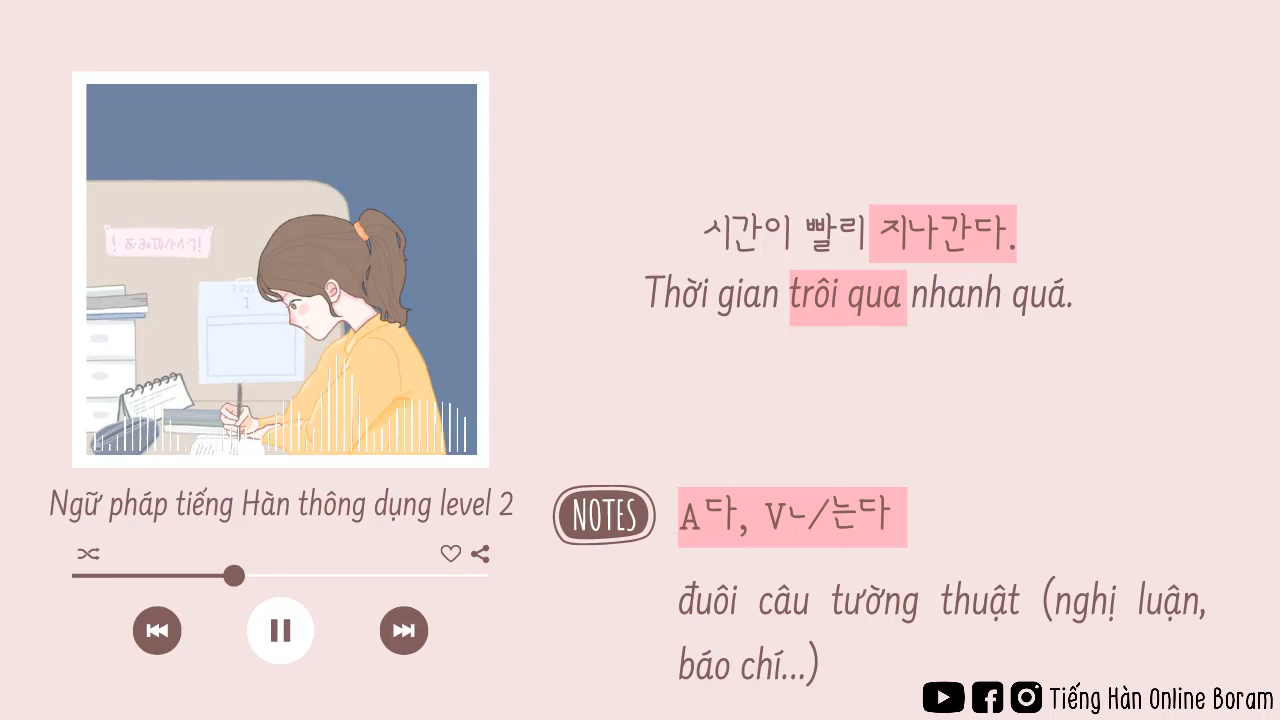 시간이 빨리 지나간다.
Thời gian trôi qua nhanh quá.
Ngữ pháp tiếng Hàn thông dụng level 2
NOTES
A다, Vㄴ/는다
đuôi câu tường thuật (nghị luận,
báo chí...)
Tiếng Hàn Online Boram